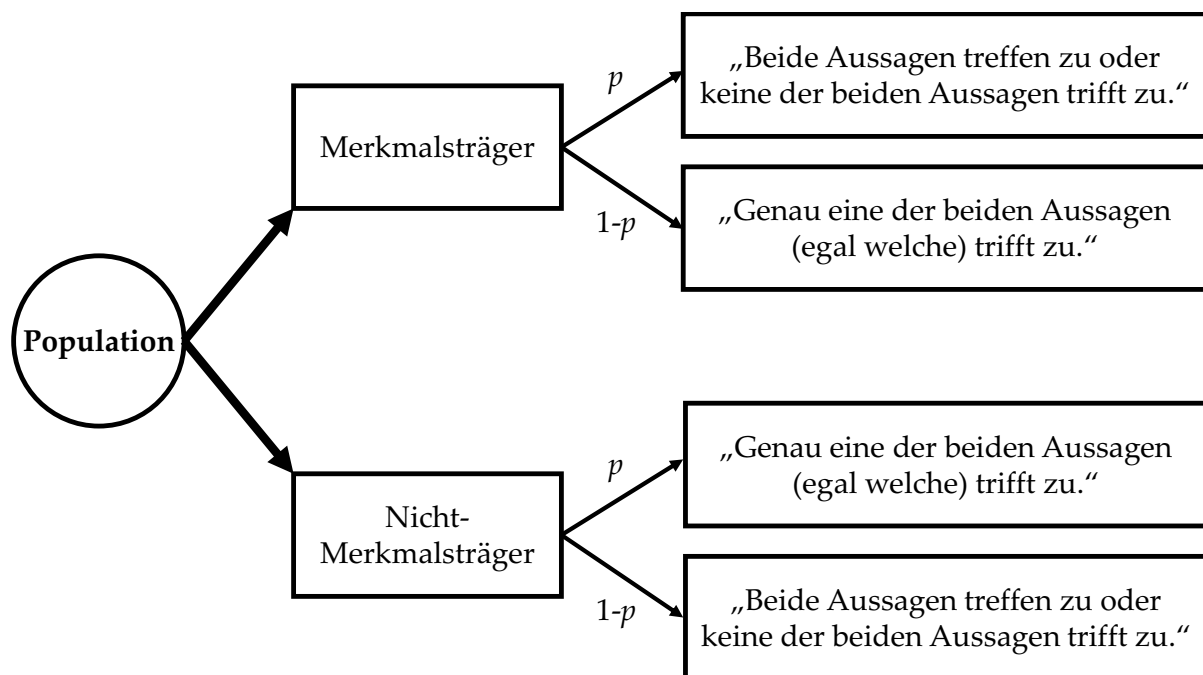 Population
Merkmalsträger
p
„Beide Aussagen treffen zu oder
keine der beiden Aussagen trifft zu.“
1-p
„Genau eine der beiden Aussagen
(egal welche) trifft zu.“
Nicht-
Merkmalsträger
p
„Genau eine der beiden Aussagen
(egal welche) trifft zu.“
1-p
„Beide Aussagen treffen zu oder
keine der beiden Aussagen trifft zu.“